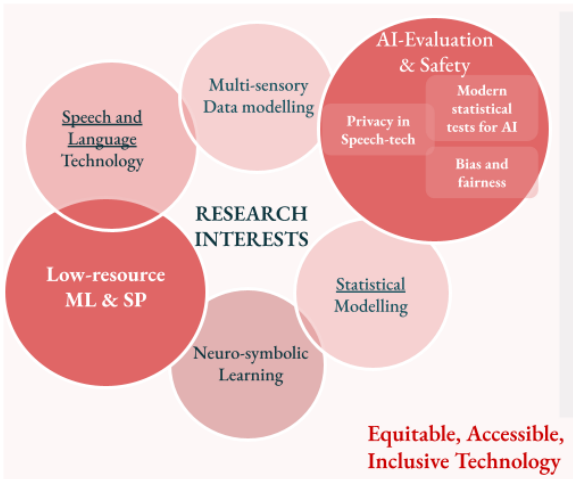 AI-Evaluation
& Safety
Modern
statistical
tests for AI
Privacy in
Speech-tech
Bias and
fairness
Multi-sensory
Data modelling
Speech and
Language
Technology
RESEARCH
INTERESTS
Low-resource
ML & SP
Statistical
Modelling
Neuro-symbolic
Learning
Equitable, Accessible,
Inclusive Technology